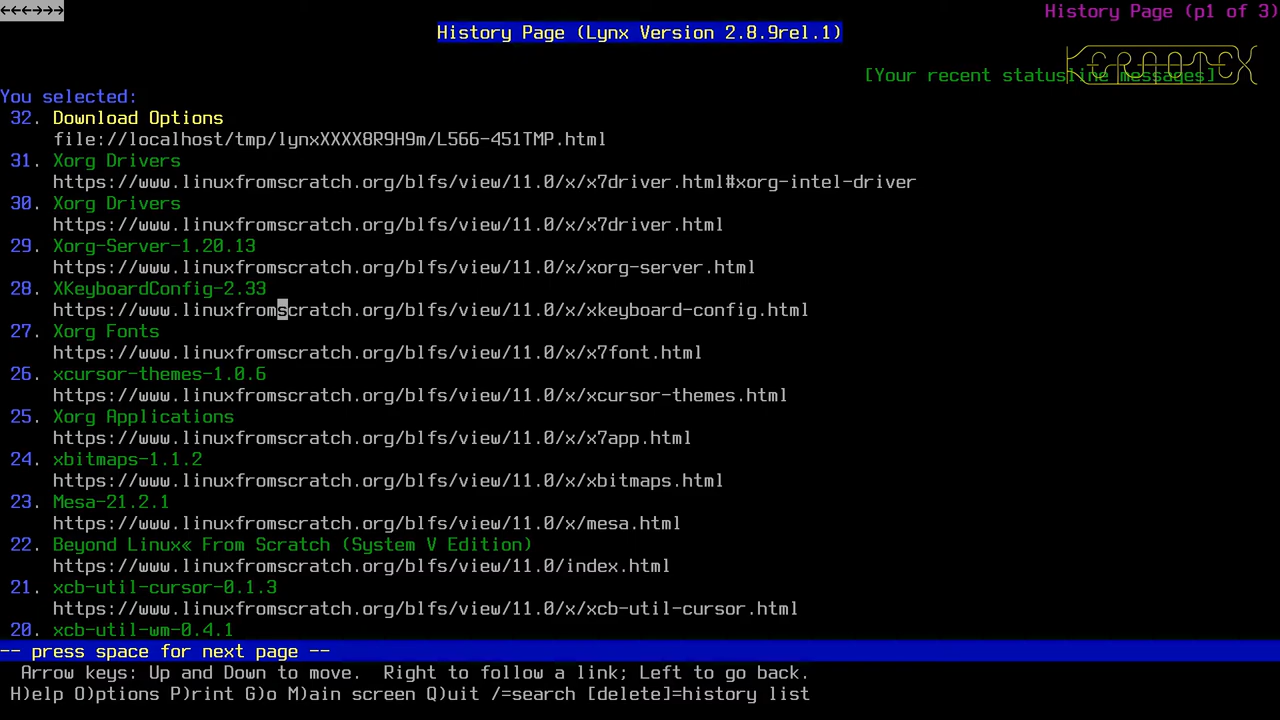 ←←←→→→ History Page (p1 of 3)
History Page (Lynx Version 2.8.9rel.1)
KERNOTEX
[Your recent statusline messages]
You selected:
32. Download Options
file://localhost/tmp/lynxXXXX8R9H9m/L566-451TMP.html
31. Xorg Drivers
https://www.linuxfromscratch.org/blfs/view/11.0/x/x7driver.html#xorg-intel-driver
30. Xorg Drivers
https://www.linuxfromscratch.org/blfs/view/11.0/x/x7driver.html
29. Xorg-Server-1.20.13
https://www.linuxfromscratch.org/blfs/view/11.0/x/xorg-server.html
28. XKeyboardConfig-2.33
https://www.linuxfromscratch.org/blfs/view/11.0/x/xkeyboard-config.html
27. Xorg Fonts
https://www.linuxfromscratch.org/blfs/view/11.0/x/x7font.html
26. xcursor-themes-1.0.6
https://www.linuxfromscratch.org/blfs/view/11.0/x/xcursor-themes.html
25. Xorg Applications
https://www.linuxfromscratch.org/blfs/view/11.0/x/x7app.html
24. xbitmaps-1.1.2
https://www.linuxfromscratch.org/blfs/view/11.0/x/xbitmaps.html
23. Mesa-21.2.1
https://www.linuxfromscratch.org/blfs/view/11.0/x/mesa.html
22. Beyond Linux« From Scratch (System V Edition)
https://www.linuxfromscratch.org/blfs/view/11.0/index.html
21. xcb-util-cursor-0.1.3
https://www.linuxfromscratch.org/blfs/view/11.0/x/xcb-util-cursor.html
20. xcb-util-wm-0.4.1
-- press space for next page --
Arrow keys: Up and Down to move. Right to follow a link; Left to go back.
H)elp O)ptions P)rint G)o M)ain screen Q)uit /=search [delete]=history list